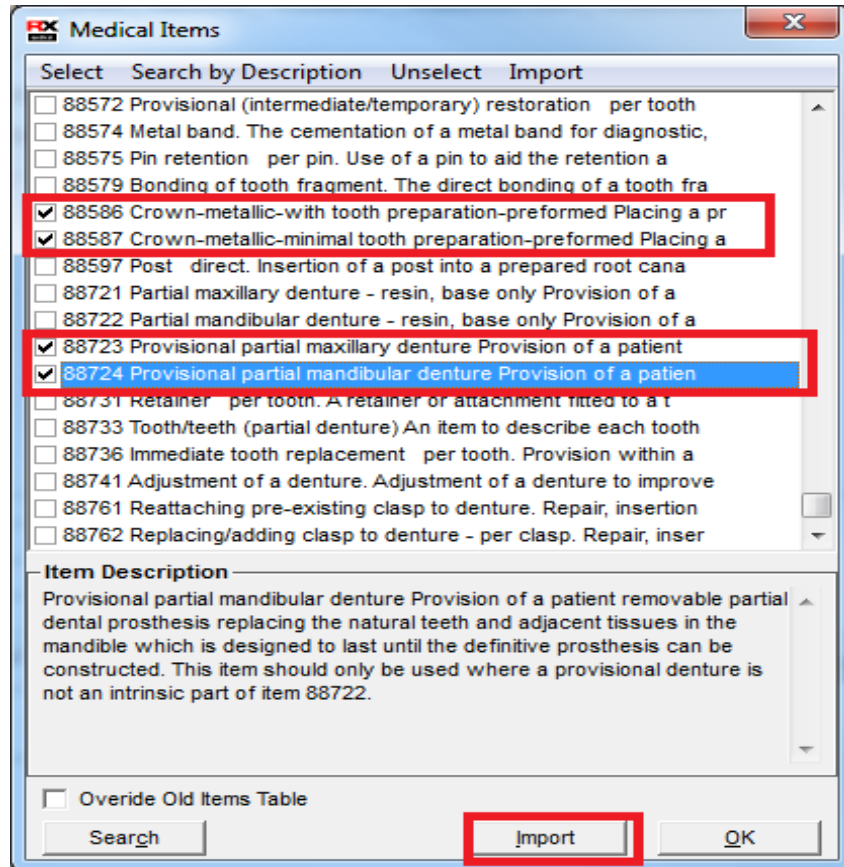 RX Medical Items
Select Search by Description Unselect Import
88572 Provisional (intermediate/temporary) restoration per tooth
88574 Metal band. The cementation of a metal band for diagnostic,
88575 Pin retention per pin. Use of a pin to aid the retention a
88579 Bonding of tooth fragment. The direct bonding of a tooth fra
88586 Crown-metallic-with tooth preparation-preformed Placing a pr
88587 Crown-metallic-minimal tooth preparation-preformed Placing a
88597 Post direct. Insertion of a post into a prepared root cana
88721 Partial maxillary denture - resin, base only Provision of a
88722 Partial mandibular denture - resin, base only Provision of a
88723 Provisional partial maxillary denture Provision of a patient
88724 Provisional partial mandibular denture Provision of a patien
88731 Retainer per tooth. A retainer or attachment fitted to a t
88733 Tooth/teeth (partial denture) An item to describe each tooth
88736 Immediate tooth replacement per tooth. Provision within a
88741 Adjustment of a denture. Adjustment of a denture to improve
88761 Reattaching pre-existing clasp to denture. Repair, insertion
88762 Replacing/adding clasp to denture - per clasp. Repair, inser
Item Description
Provisional partial mandibular denture Provision of a patient removable partial
dental prosthesis replacing the natural teeth and adjacent tissues in the
mandible which is designed to last until the definitive prosthesis can be
constructed. This item should only be used where a provisional denture is
not an intrinsic part of item 88722.
Overide Old Items Table
Search Import OK